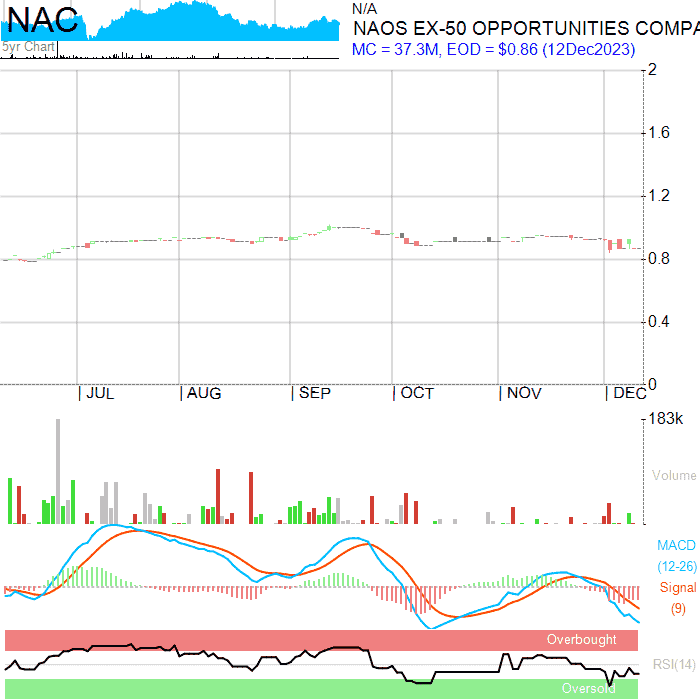 NAC
5yr Chart
N/A
NAOS EX-50 OPPORTUNITIES COMPA
MC = 37.3M, EOD = $0.86 (12Dec2023)
2
1.6
1.2
0.8
0.4
0
JUL AUG SEP OCT NOV DEC
183k
Volume
MACD
(12-26)
Signal
(9)
Overbought
RSI(14)
Oversold